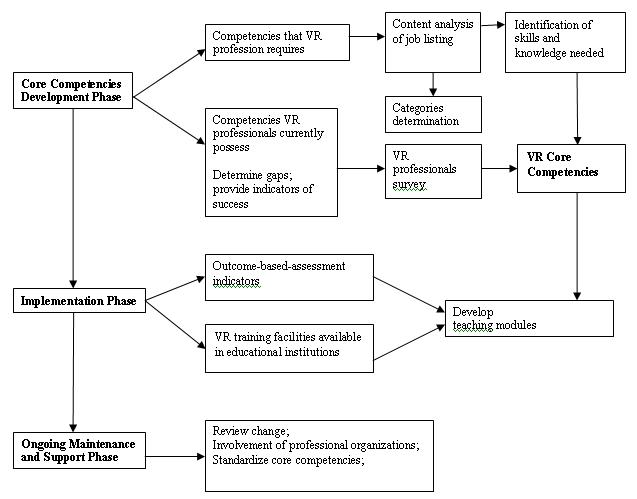 Competencies that VR
profession requires
Content analysis
of job listing
Identification of
skills and
knowledge needed
Core Competencies
Development Phase
Categories
determination
Competencies VR
professionals currently
possess
Determine gaps;
provide indicators of
success
VR
professionals
survey
VR Core
Competencies
Implementation Phase
Outcome-based-assessment
indicators
VR training facilities available
in educational institutions
Develop
teaching modules
Ongoing Maintenance
and Support Phase
Review change;
Involvement of professional organizations;
Standardize core competencies;